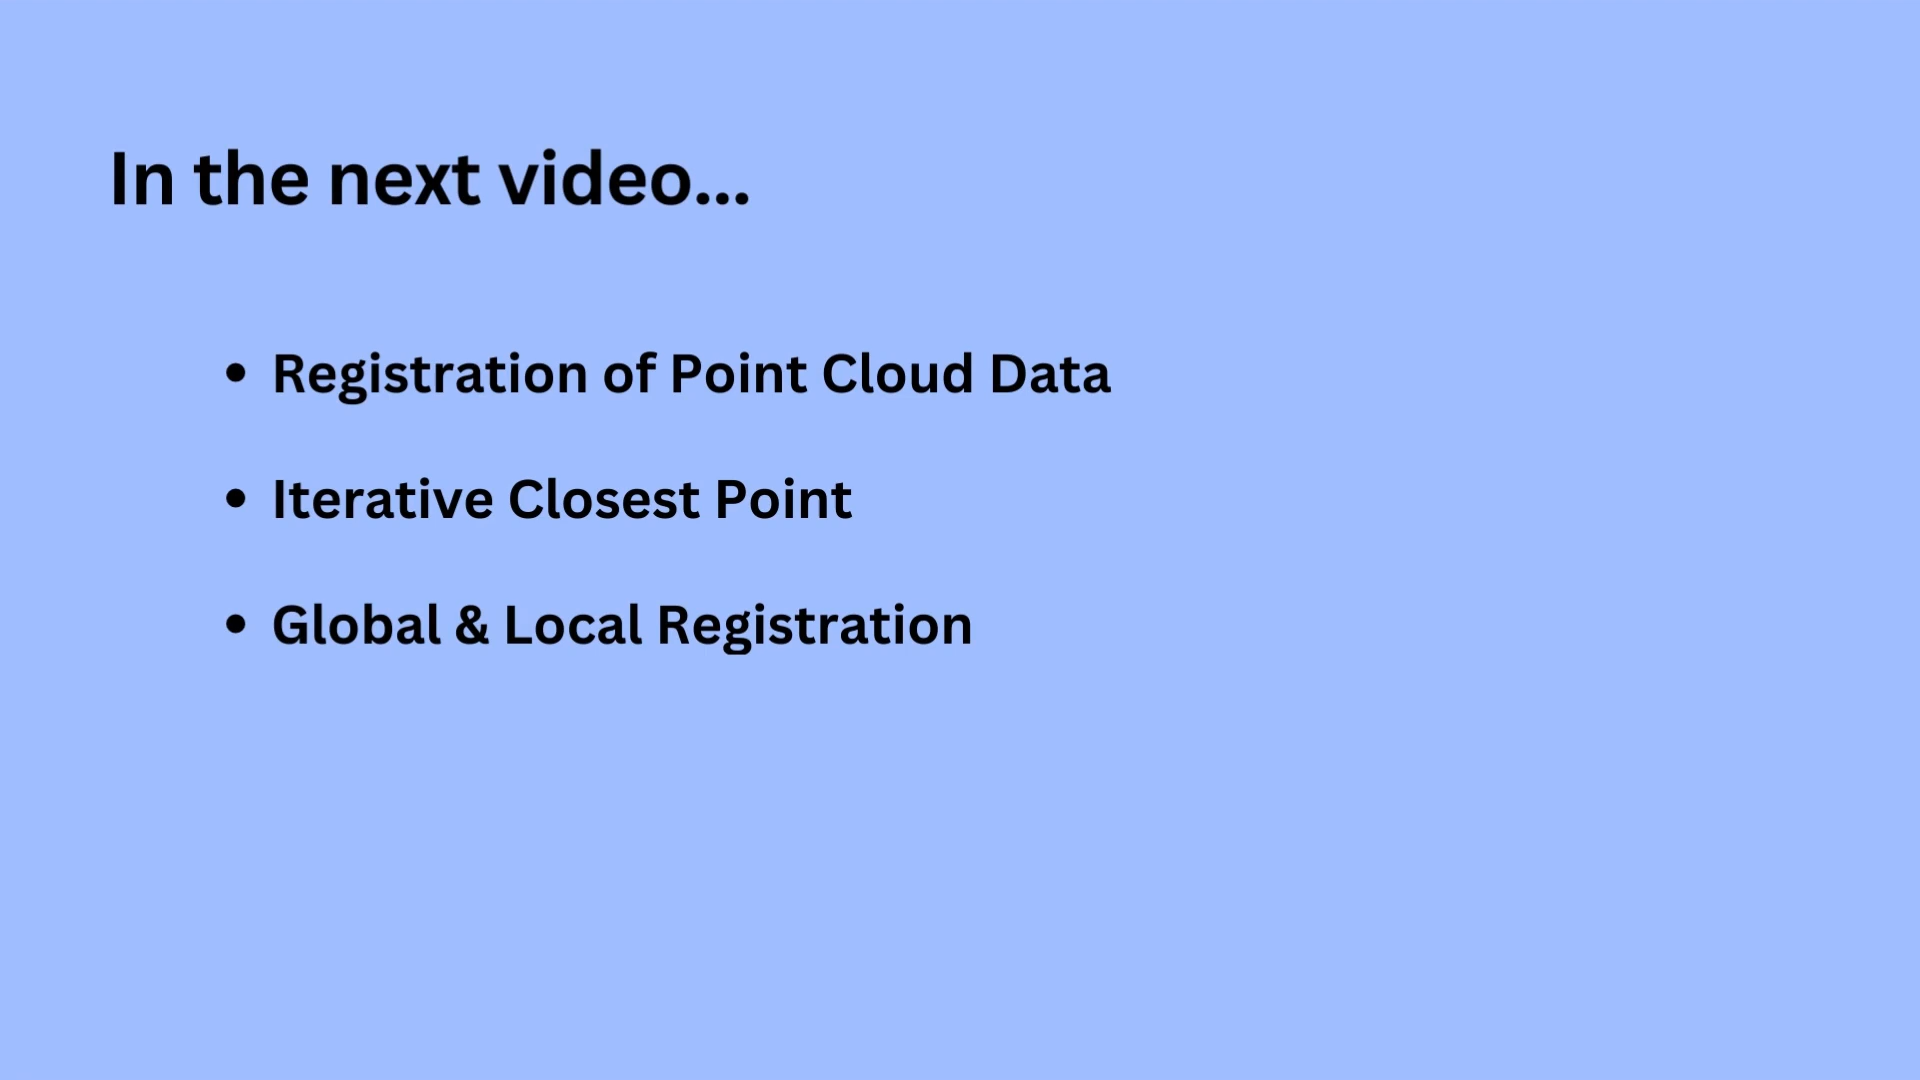 In the next video...
• Registration of Point Cloud Data
• Iterative Closest Point
• Global & Local Registration